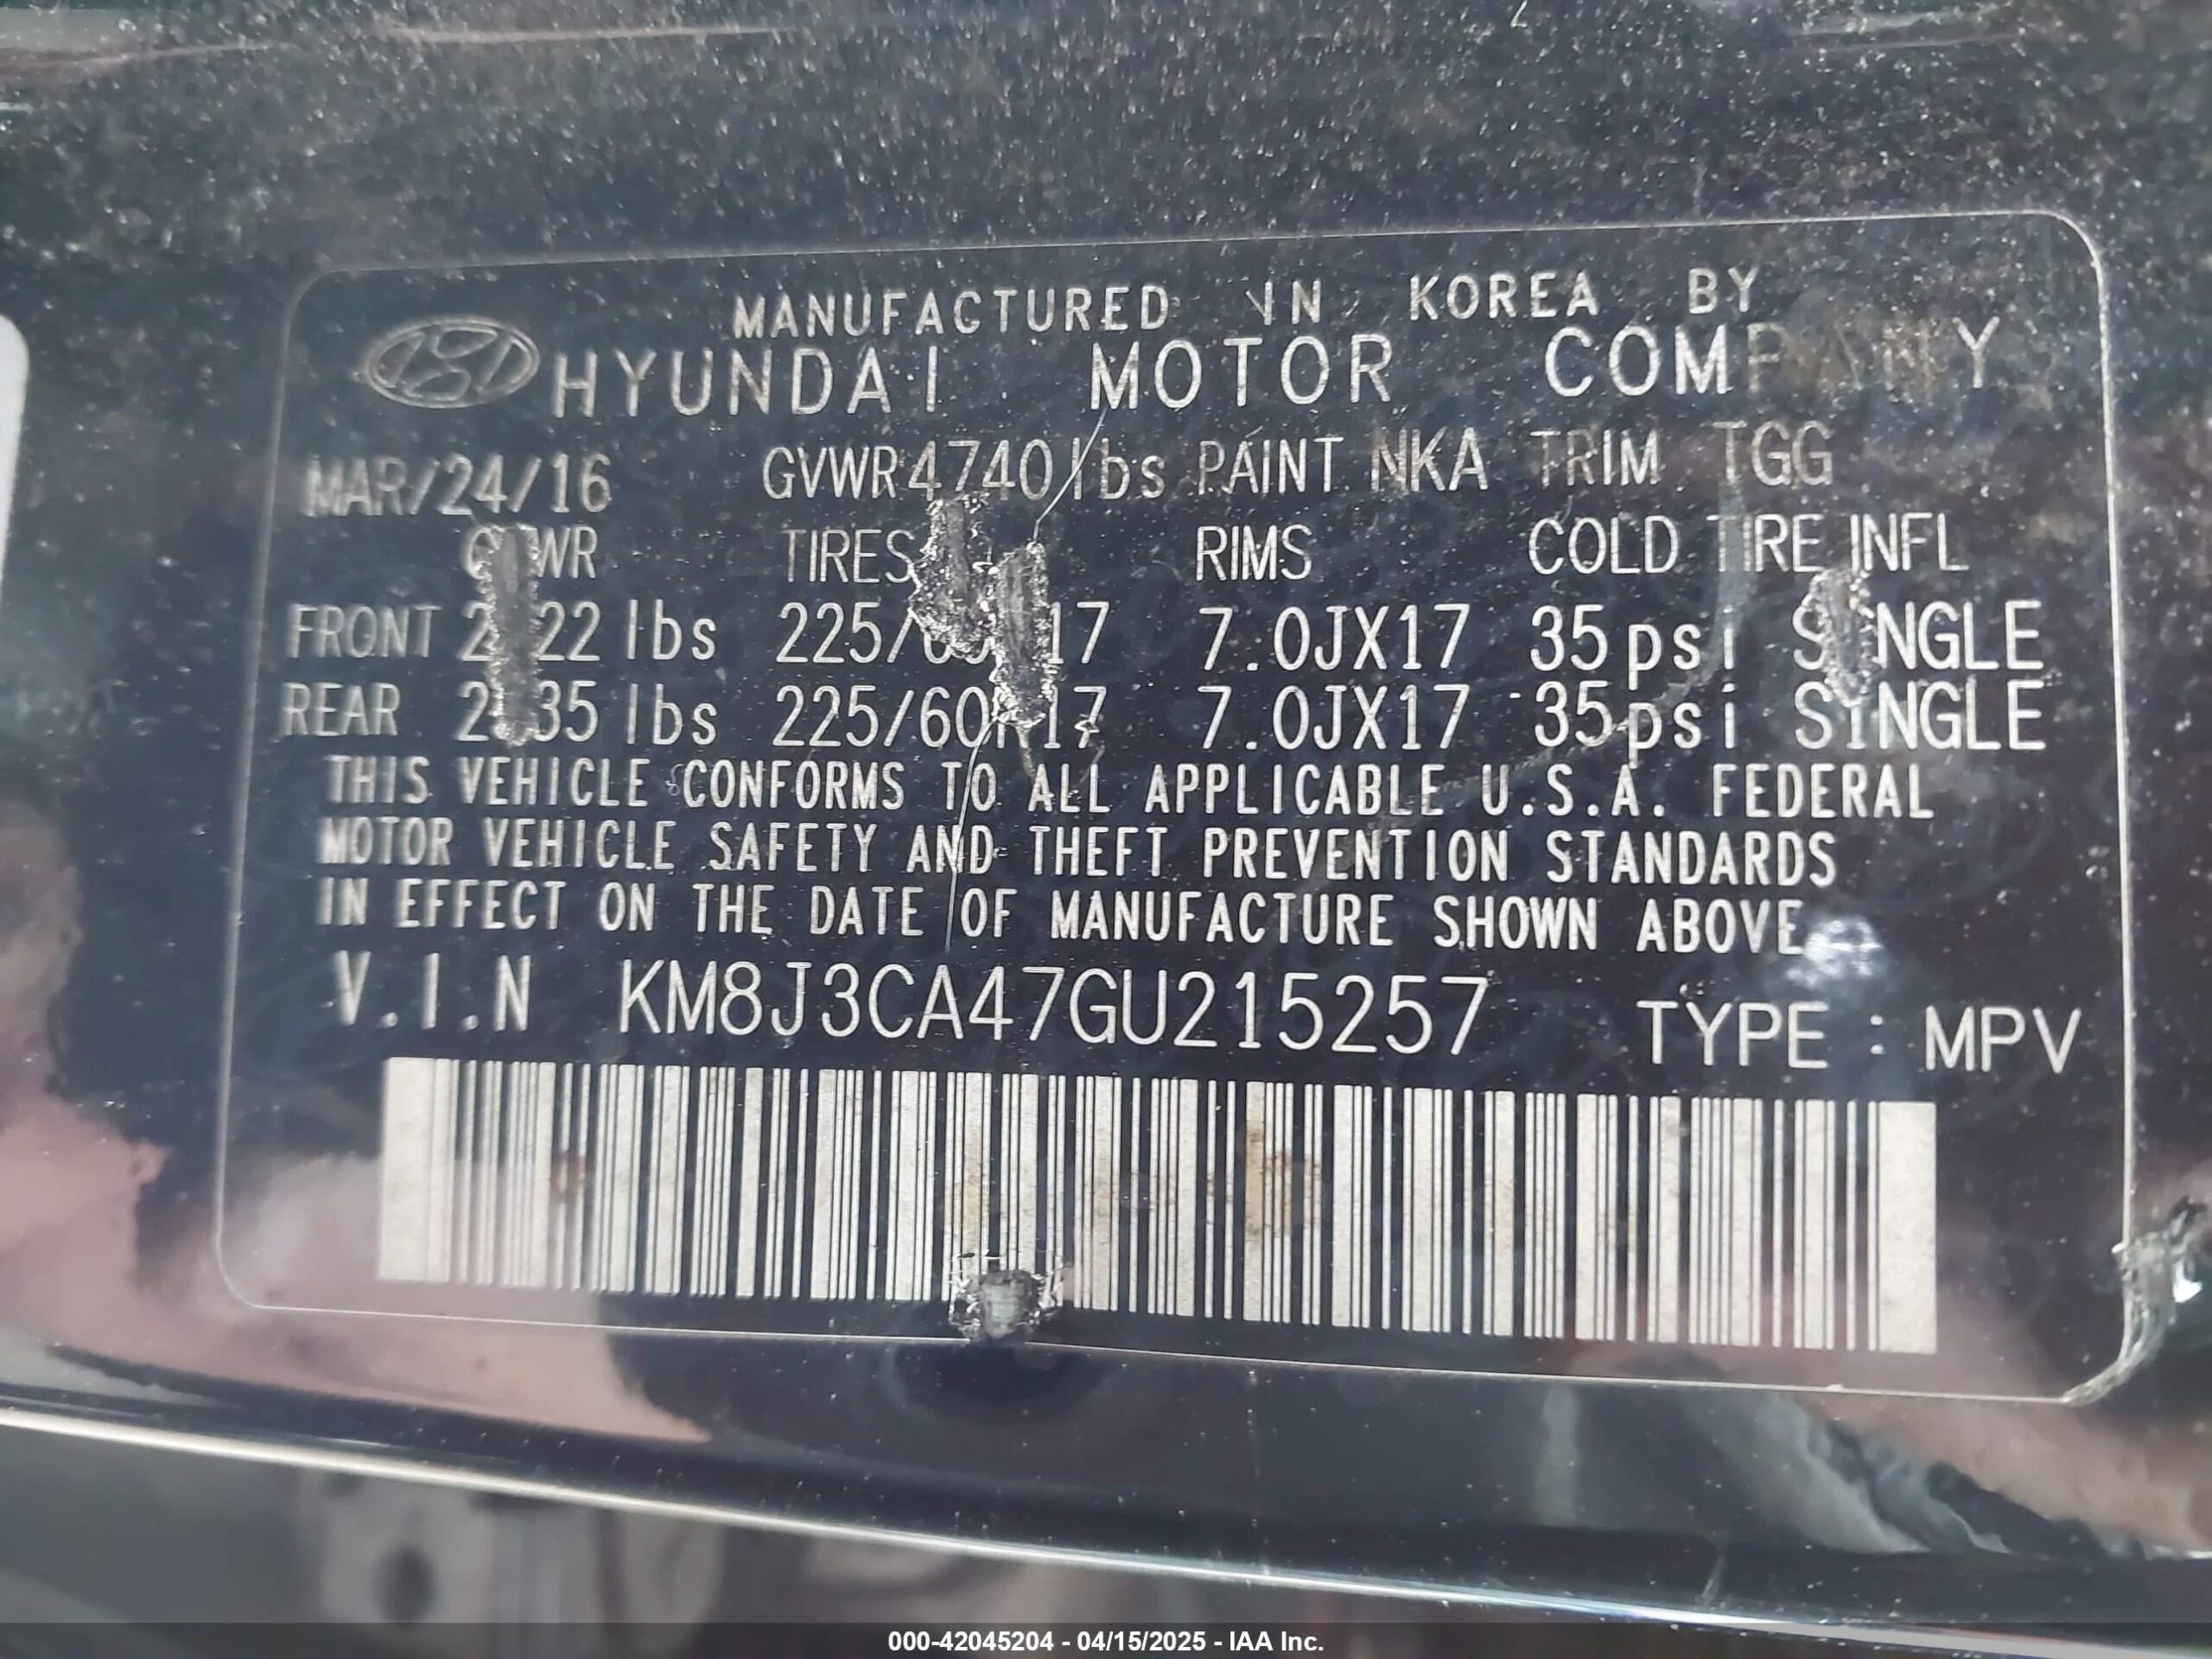 MANUFACTURED IN KOREA BY
HYUNDAI MOTOR COMPANY
MAR/24/16 GVWR4740lbs PAINT NKA TRIM TGG
TIRES RIMS COLD TIRE INFL
FRONT lbs 7.0JX17 35psi SINGLE
REAR lbs 225/60R17 7.0JX17 35psi SINGLE
THIS VEHICLE CONFORMS TO ALL APPLICABLE U.S.A. FEDERAL
MOTOR VEHICLE SAFETY AND THEFT PREVENTION STANDARDS
IN EFFECT ON THE DATE OF MANUFACTURE SHOWN ABOVE
V.I.N KM8J3CA47GU215257 TYPE : MPV
000-42045204 - 04/15/2025 - IAA Inc.